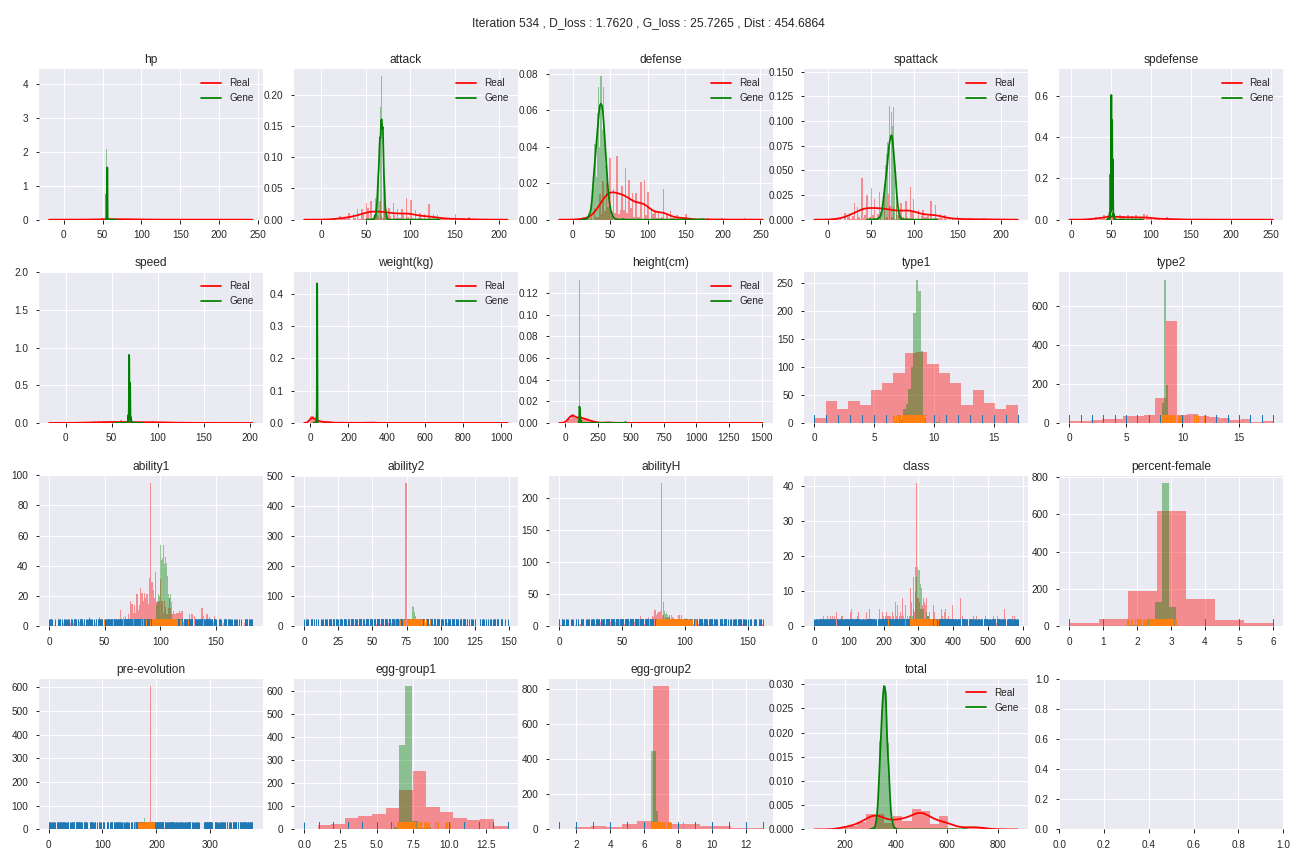 Iteration 534 , D_loss : 1.7620 , G_loss : 25.7265 , Dist : 454.6864
hp attack defense spattack spdefense
Real Gene Real Gene Real Gene Real Gene Real Gene
4 3 2 1 0
0 50 100 150 200 250
0.20 0.15 0.10 0.05 0.00
0 50 100 150 200
0.08 0.06 0.04 0.02 0.00
0 50 100 150 200 250
0.150 0.125 0.100 0.075 0.050 0.025 0.000
0 50 100 150 200
0.6 0.4 0.2 0.0
0 50 100 150 200 250
speed weight(kg) height(cm) type1 type2
Real Gene Real Gene Real Gene
2.0 1.5 1.0 0.5 0.0
0 50 100 150 200
0.4 0.3 0.2 0.1 0.0
0 200 400 600 800 1000
0.12 0.10 0.08 0.06 0.04 0.02 0.00
0 250 500 750 1000 1250 1500
250 200 150 100 50 0
0 5 10 15
600 400 200 0
0 5 10 15
ability1 ability2 abilityH class percent-female
100 80 60 40 20 0
0 50 100 150
500 400 300 200 100 0
0 25 50 75 100 125 150
200 150 100 50 0
0 50 100 150
40 30 20 10 0
0 100 200 300 400 500 600
800 600 400 200 0
0 1 2 3 4 5 6
pre-evolution egg-group1 egg-group2 total
600 500 400 300 200 100 0
0 100 200 300
600 500 400 300 200 100 0
0.0 2.5 5.0 7.5 10.0 12.5
800 600 400 200 0
0 2 4 6 8 10 12
Real Gene
0.030 0.025 0.020 0.015 0.010 0.005 0.000
200 400 600 800
1.0 0.8 0.6 0.4 0.2 0.0
0.0 0.2 0.4 0.6 0.8 1.0